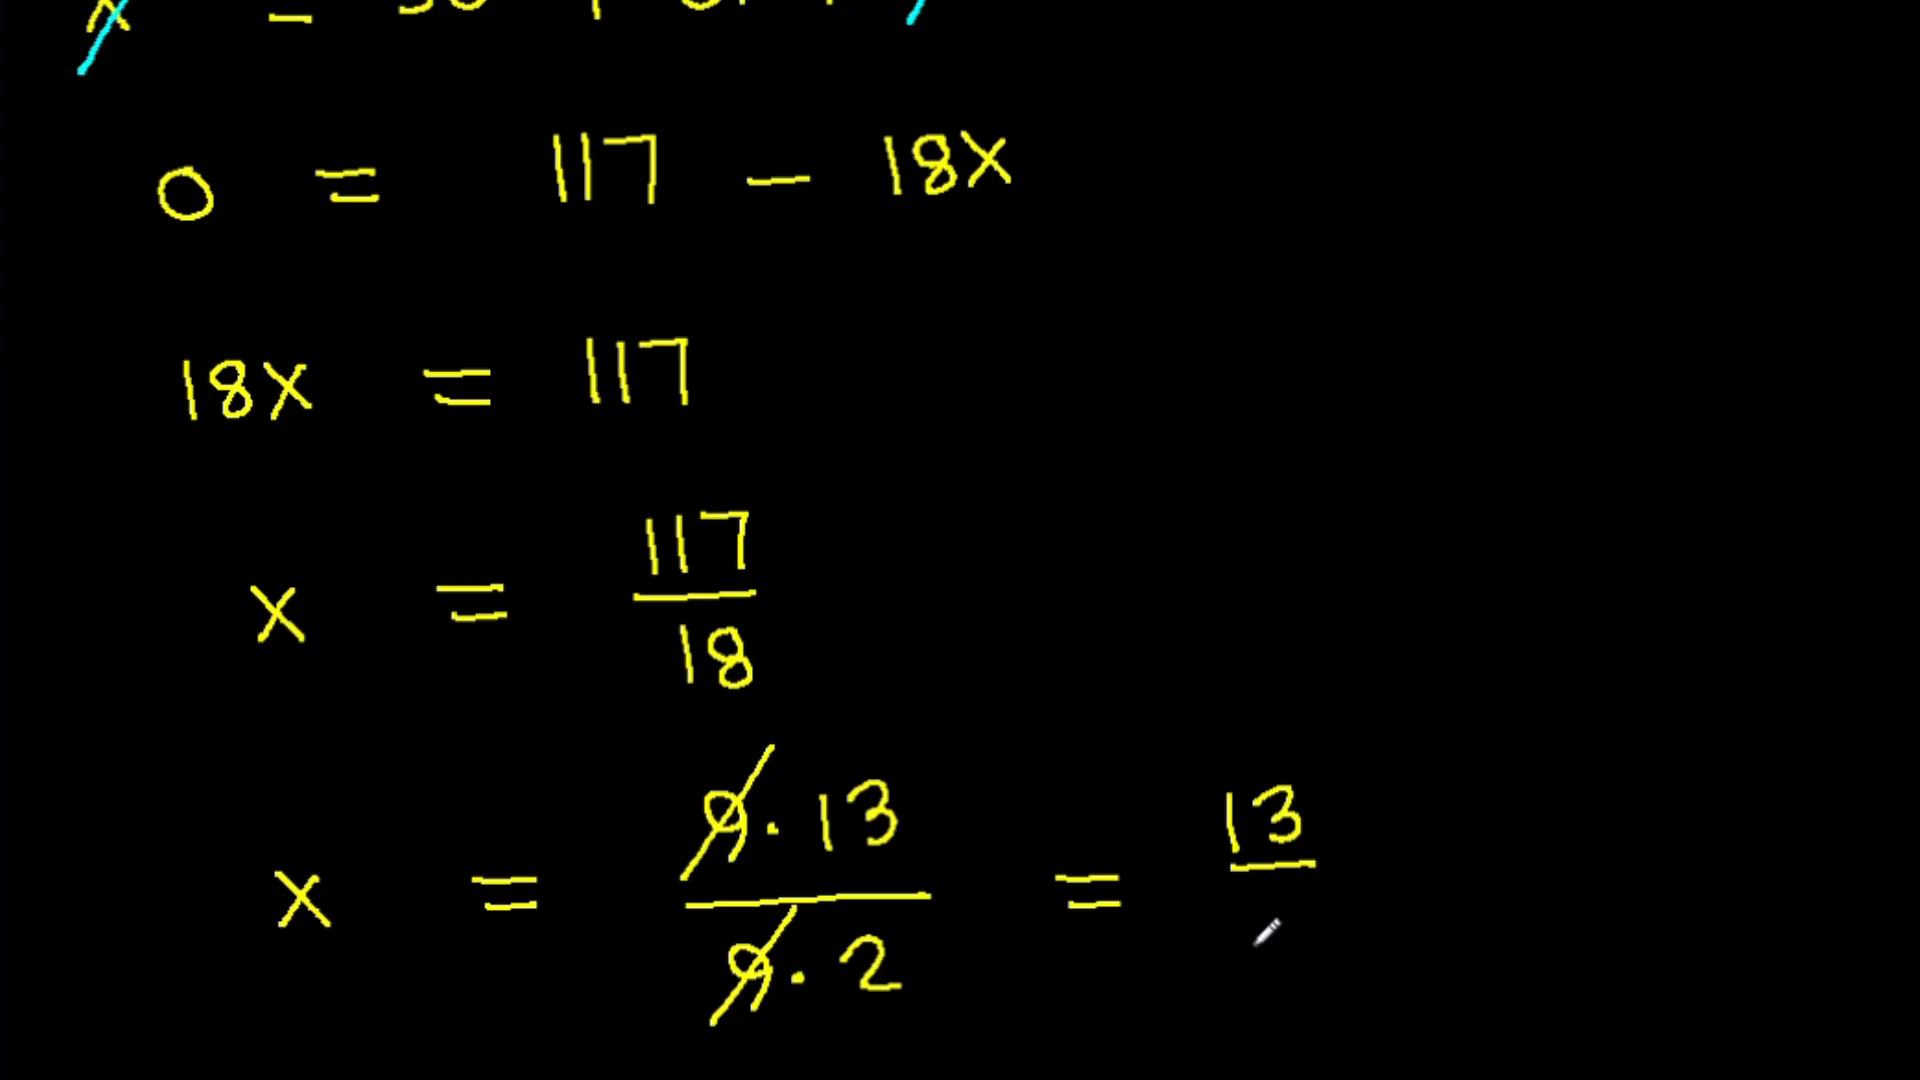 0 = 117 - 18x
18x = 117
x = 117/18
x = 9·13/9·2 = 13/